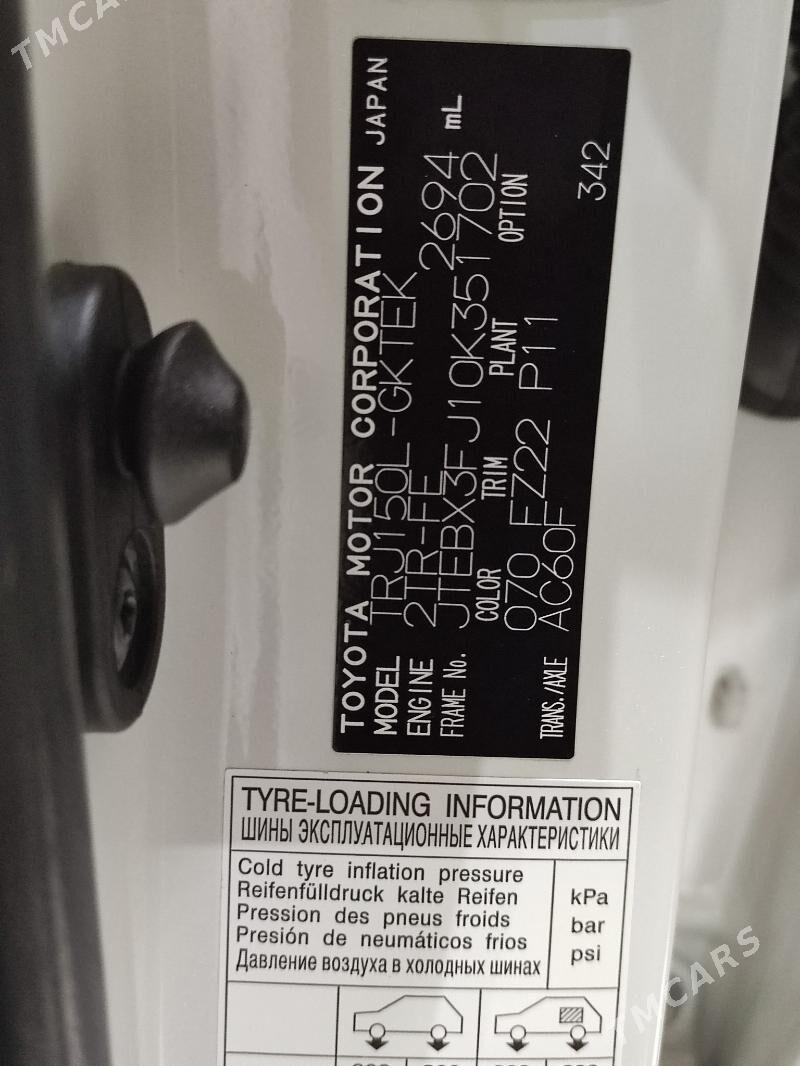 TMCARS
TOYOTA MOTOR CORPORATION JAPAN
MODEL TRJ150L-GKTEK
ENGINE 2TR-FE 2694 mL
FRAME No. JTEBX3FJ10K351702
COLOR TRIM PLANT OPTION
070 FZ22 P11
TRANS./AXLE AC60F
342
TYRE-LOADING INFORMATION
ШИНЫ ЭКСПЛУАТАЦИОННЫЕ ХАРАКТЕРИСТИКИ
Cold tyre inflation pressure
Reifenfülldruck kalte Reifen
Pression des pneus froids
Presión de neumáticos frios
Давление воздуха в холодных шинах
kPa
bar
psi
TMCARS